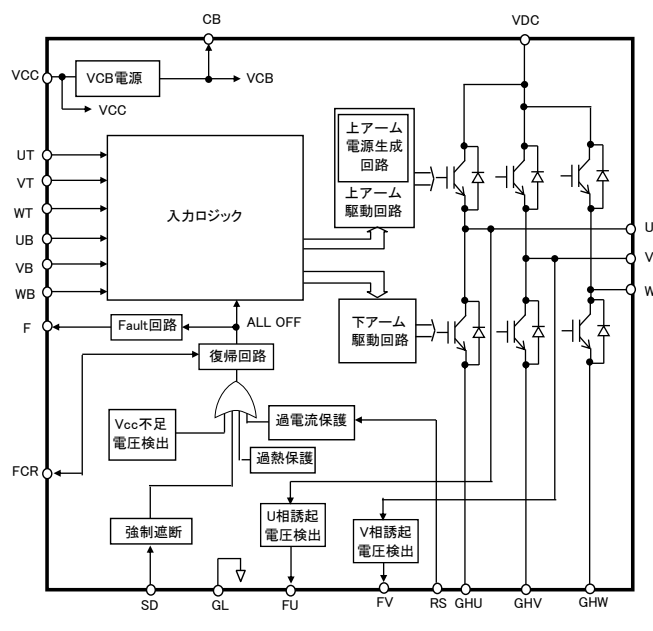 CB
VDC
VCC
VCB電源
VCB
VCC
UT
VT
WT
UB
VB
WB
入力ロジック
上アーム
電源生成
回路
上アーム
駆動回路
U
V
W
F
Fault回路
ALL OFF
下アーム
駆動回路
復帰回路
Vcc不足
電圧検出
過電流保護
過熱保護
FCR
強制遮断
U相誘起
電圧検出
V相誘起
電圧検出
SD
GL
FU
FV
RS
GHU
GHV
GHW